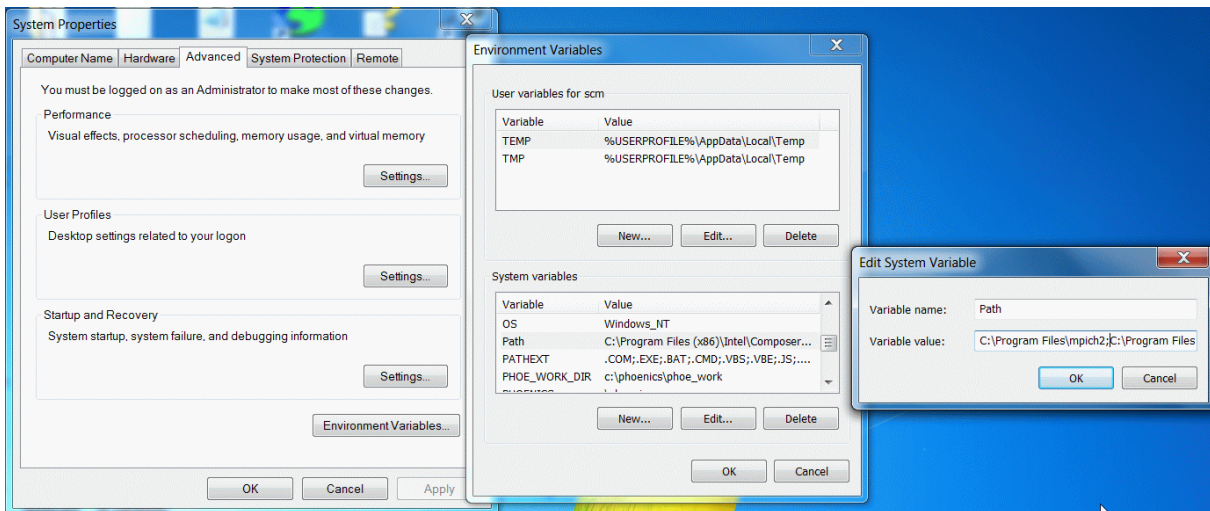 System Properties
Computer Name Hardware Advanced System Protection Remote
You must be logged on as an Administrator to make most of these changes.
Performance
Visual effects, processor scheduling, memory usage, and virtual memory
Settings...
User Profiles
Desktop settings related to your logon
Settings...
Startup and Recovery
System startup, system failure, and debugging information
Settings...
Environment Variables...
OK Cancel Apply
Environment Variables
User variables for scm
Variable Value
TEMP %USERPROFILE%\AppData\Local\Temp
TMP %USERPROFILE%\AppData\Local\Temp
New... Edit... Delete
System variables
Variable Value
OS Windows_NT
Path C:\Program Files (x86)\Intel\Composer...
PATHEXT .COM;.EXE;.BAT;.CMD;.VBS;.VBE;.JS;....
PHOE_WORK_DIR c:\phoenics\phoe_work
New... Edit... Delete
OK Cancel
Edit System Variable
Variable name: Path
Variable value: C:\Program Files\mpich2;C:\Program Files
OK Cancel